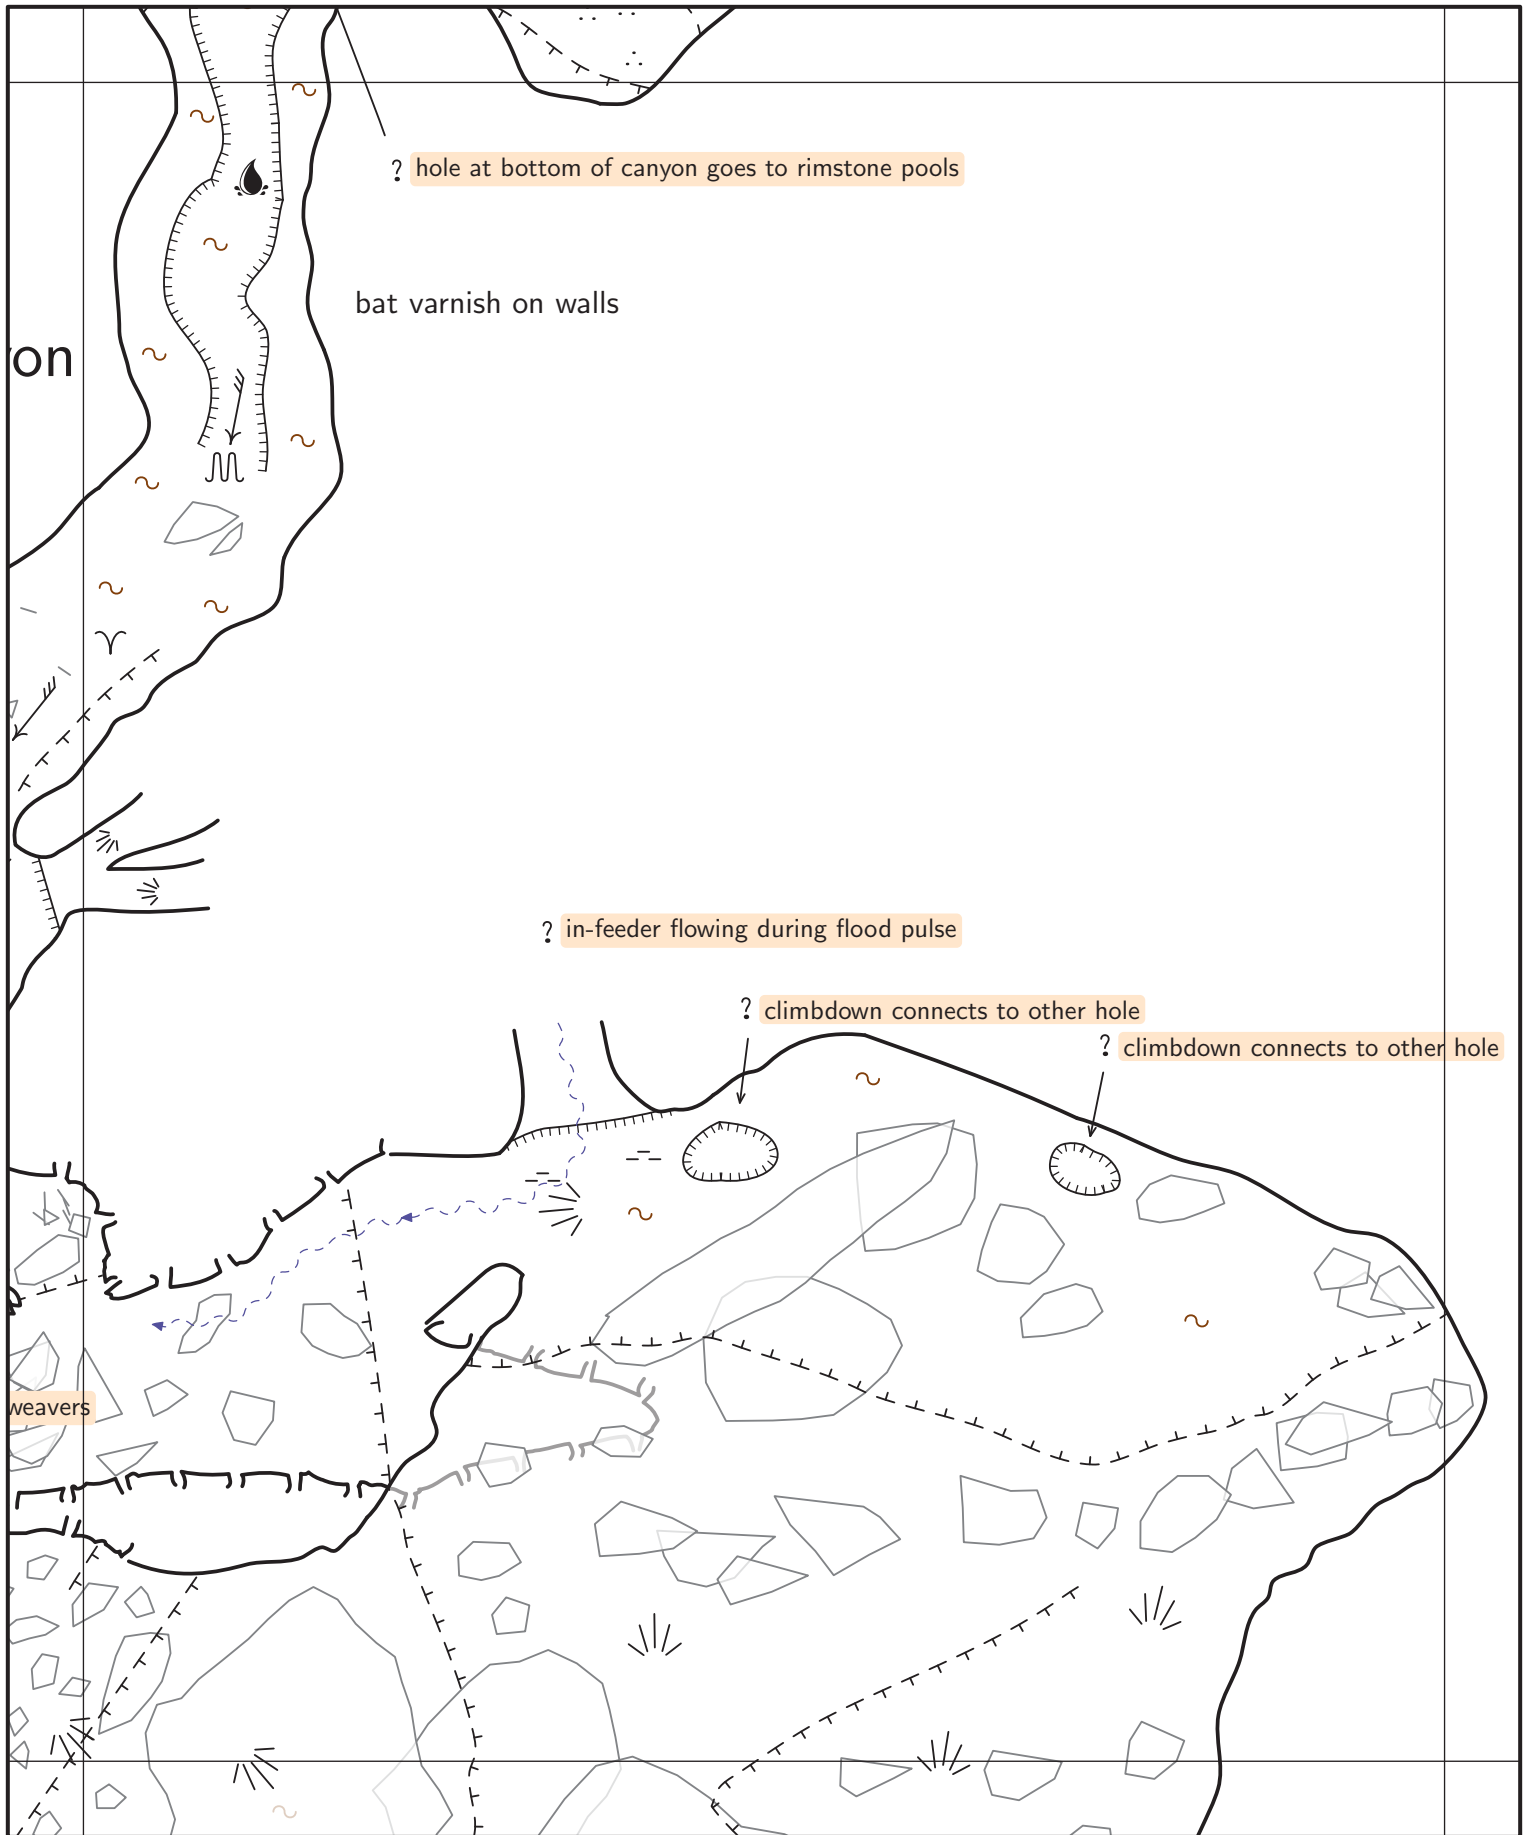 ? hole at bottom of canyon goes to rimstone pools
bat varnish on walls
yon
? in-feeder flowing during flood pulse
? climbdown connects to other hole
? climbdown connects to other hole
weavers